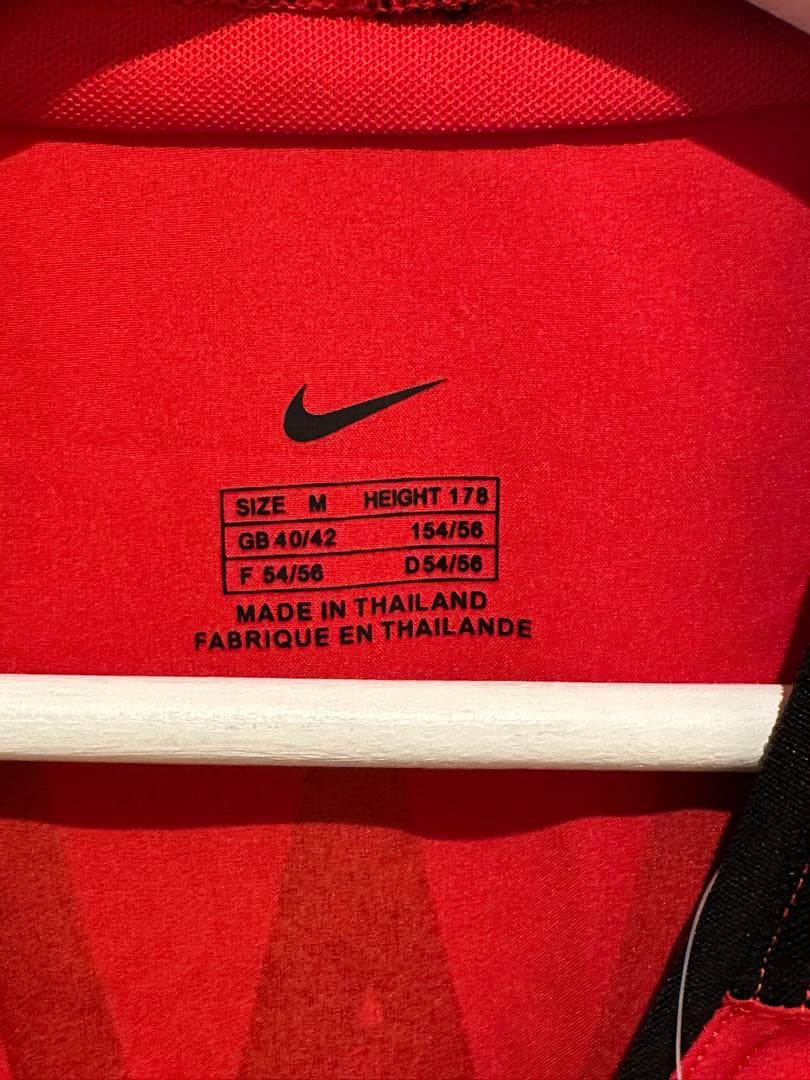 SIZE M HEIGHT 178
GB 40/42 154/56
F 54/56 D54/56
MADE IN THAILAND
FABRIQUE EN THAILANDE